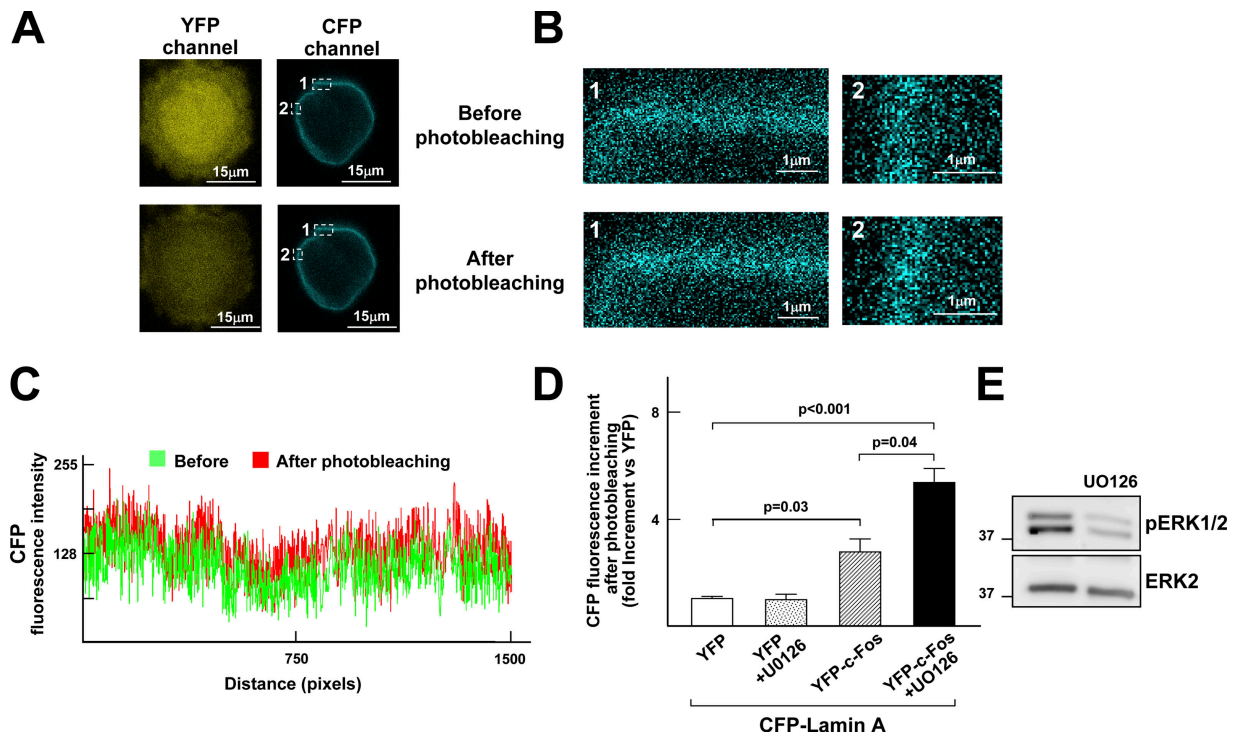 A
YFP
channel
CFP
channel
1
2
15μm
15μm
Before
photobleaching
1
2
15μm
15μm
After
photobleaching
B
1
1μm
2
1μm
1
1μm
2
1μm
C
Before
After photobleaching
CFP
fluorescence intensity
255
128
750
1500
Distance (pixels)
D
CFP fluorescence increment
after photobleaching
(fold Increment vs YFP)
8
4
p<0.001
p=0.04
p=0.03
YFP
YFP
+U0126
YFP-c-Fos
YFP-c-Fos
+UO126
CFP-Lamin A
E
UO126
37
pERK1/2
37
ERK2